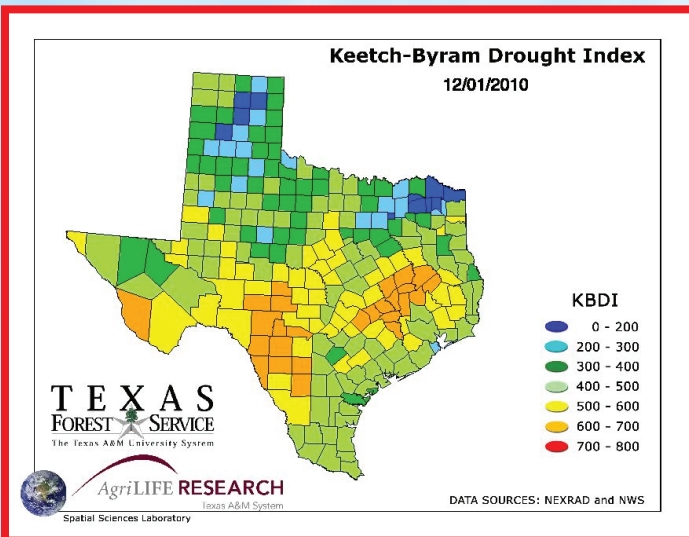 Keetch-Byram Drought Index
12/01/2010
KBDI
0 - 200
200 - 300
300 - 400
400 - 500
500 - 600
600 - 700
700 - 800
TEXAS
FOREST SERVICE
The Texas A&M University System
AgriLIFE RESEARCH
Texas A&M System
Spatial Sciences Laboratory
DATA SOURCES: NEXRAD and NWS